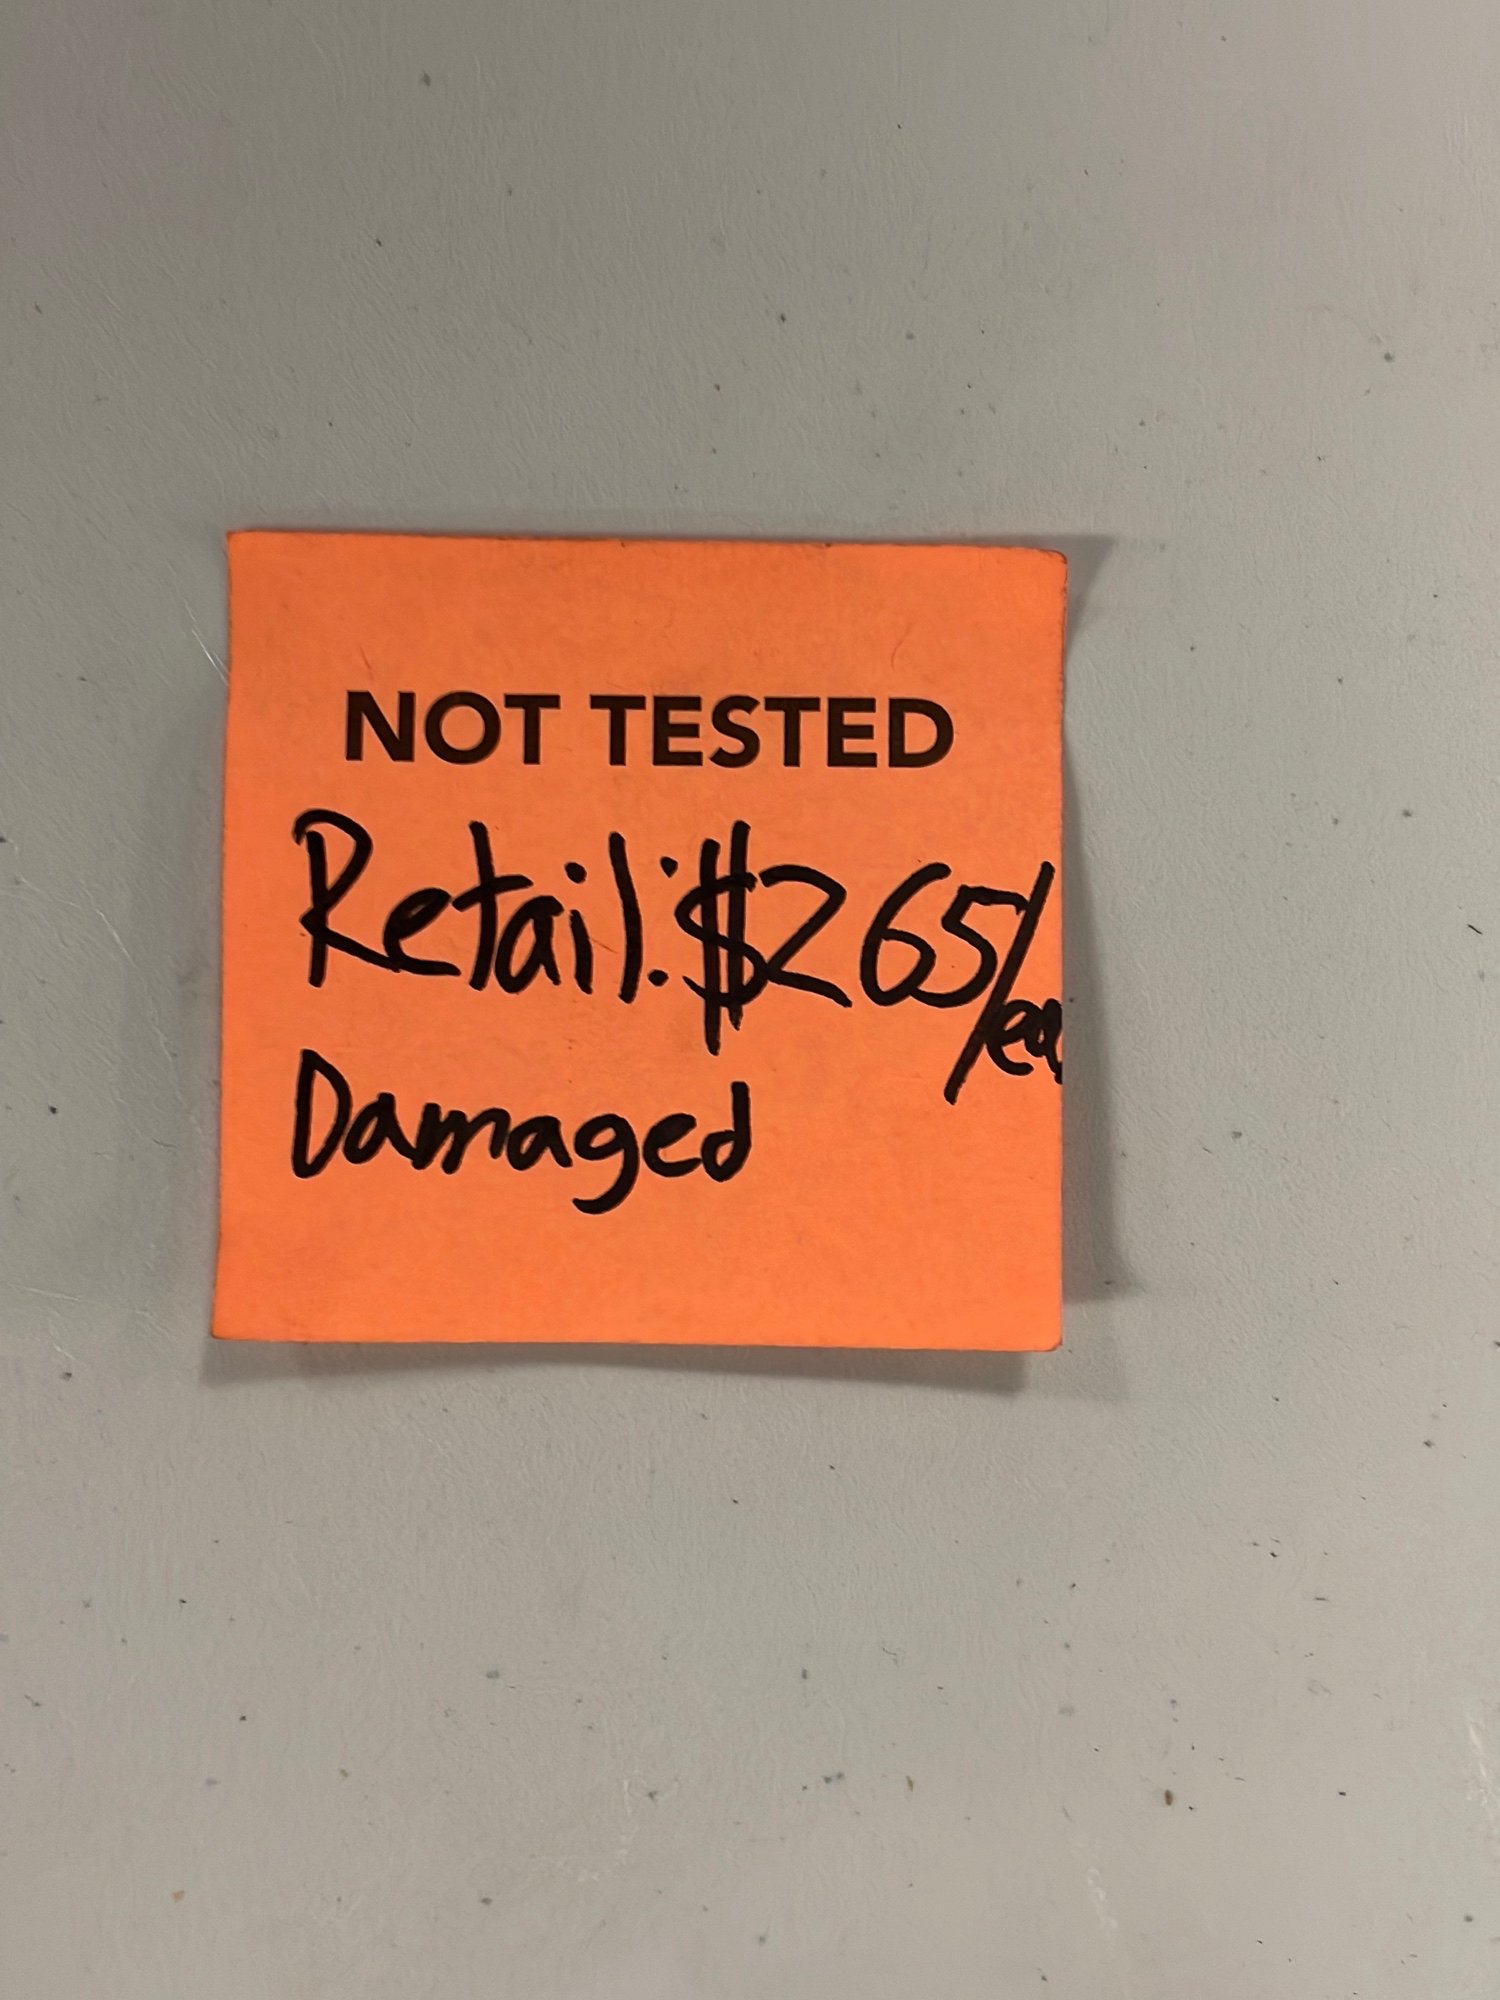 NOT TESTED
Retail: $265/ea
Damaged